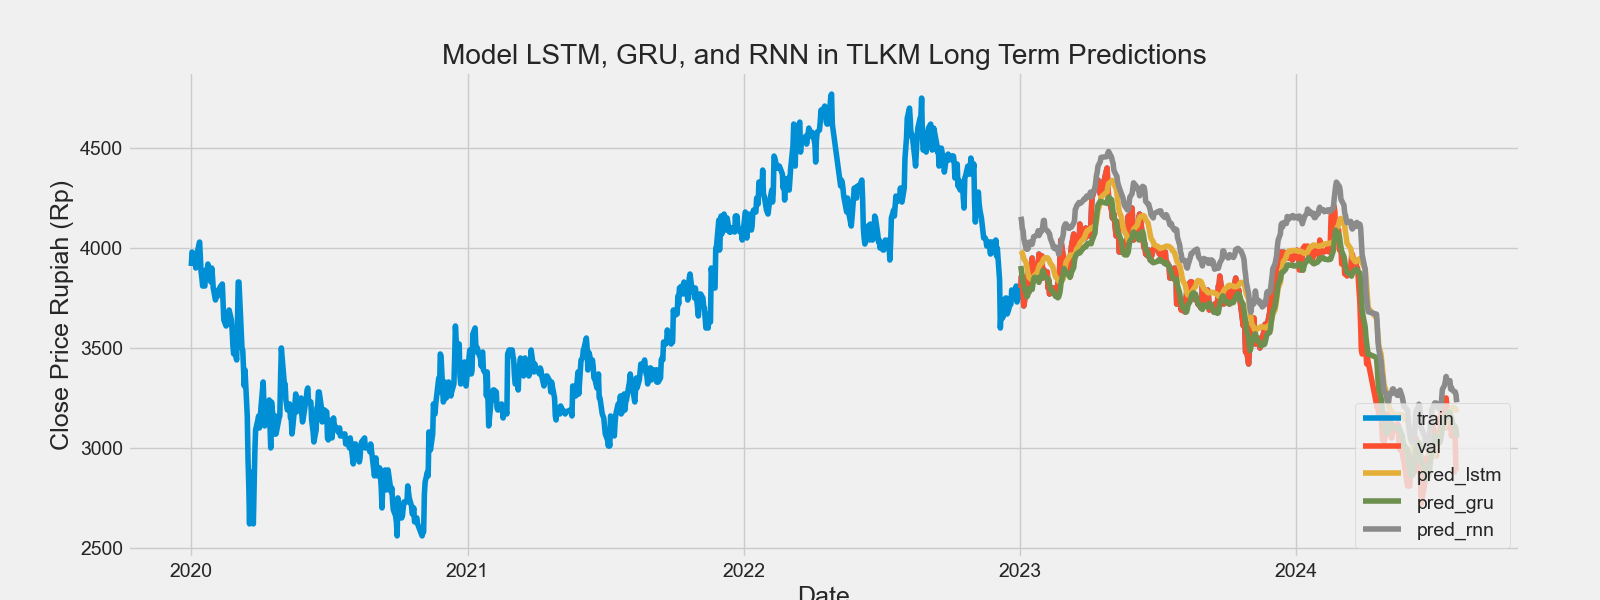 Model LSTM, GRU, and RNN in TLKM Long Term Predictions
Close Price Rupiah (Rp)
4500
4000
3500
3000
2500
2020
2021
2022
2023
2024
Date
train
val
pred_lstm
pred_gru
pred_rnn